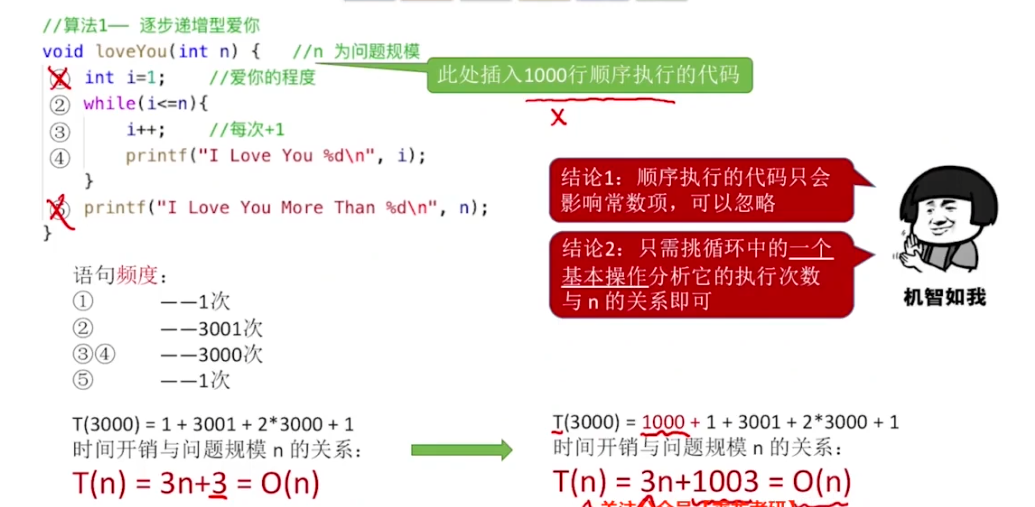 //算法1—— 逐步递增型爱你
void loveYou(int n) {    //n 为问题规模
int i=1;    //爱你的程度
② while(i<=n){
③ i++;    //每次+1
④ printf("I Love You %d\n", i);
}
printf("I Love You More Than %d\n", n);
}
此处插入1000行顺序执行的代码
x
结论1：顺序执行的代码只会
影响常数项，可以忽略
结论2：只需挑循环中的一个
基本操作分析它的执行次数
与 n 的关系即可
机智如我
语句频度：
① ——1次
② ——3001次
③④ ——3000次
⑤ ——1次
T(3000) = 1 + 3001 + 2*3000 + 1
时间开销与问题规模 n 的关系：
T(n) = 3n+3 = O(n)
T(3000) = 1000 + 1 + 3001 + 2*3000 + 1
时间开销与问题规模 n 的关系：
T(n) = 3n+1003 = O(n)